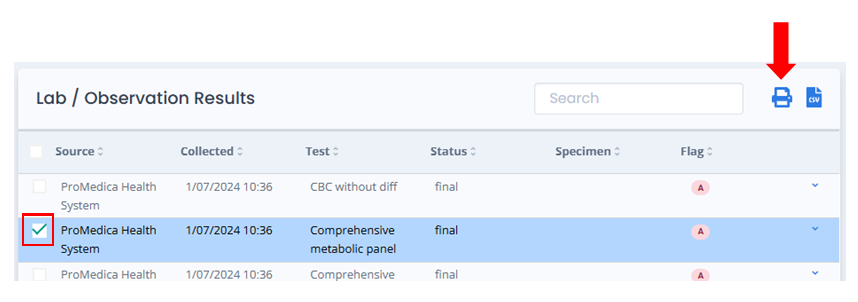 Lab / Observation Results
Search
CSV
Source
Collected
Test
Status
Specimen
Flag
ProMedica Health
System
1/07/2024 10:36
CBC without diff
final
A
ProMedica Health
System
1/07/2024 10:36
Comprehensive
metabolic panel
final
A
ProMedica Health
1/07/2024 10:36
Comprehensive
final
A